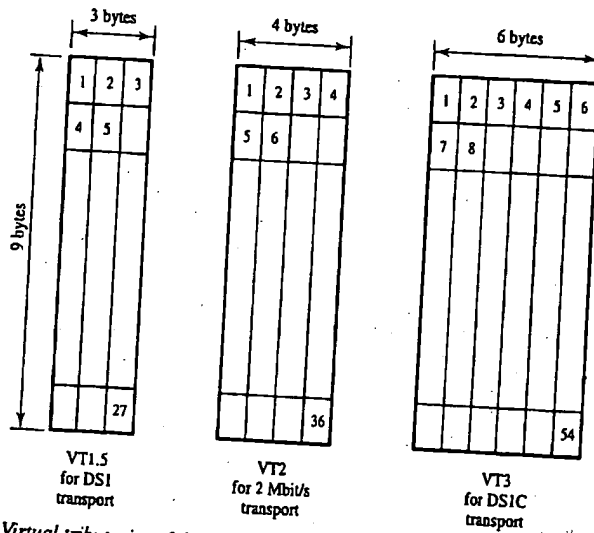 3 bytes
4 bytes
6 bytes
9 bytes
1 2 3
4 5
27
1 2 3 4
5 6
36
1 2 3 4 5 6
7 8
54
VT1.5
for DS1
transport
VT2
for 2 Mbit/s
transport
VT3
for DS1C
transport
Virtual